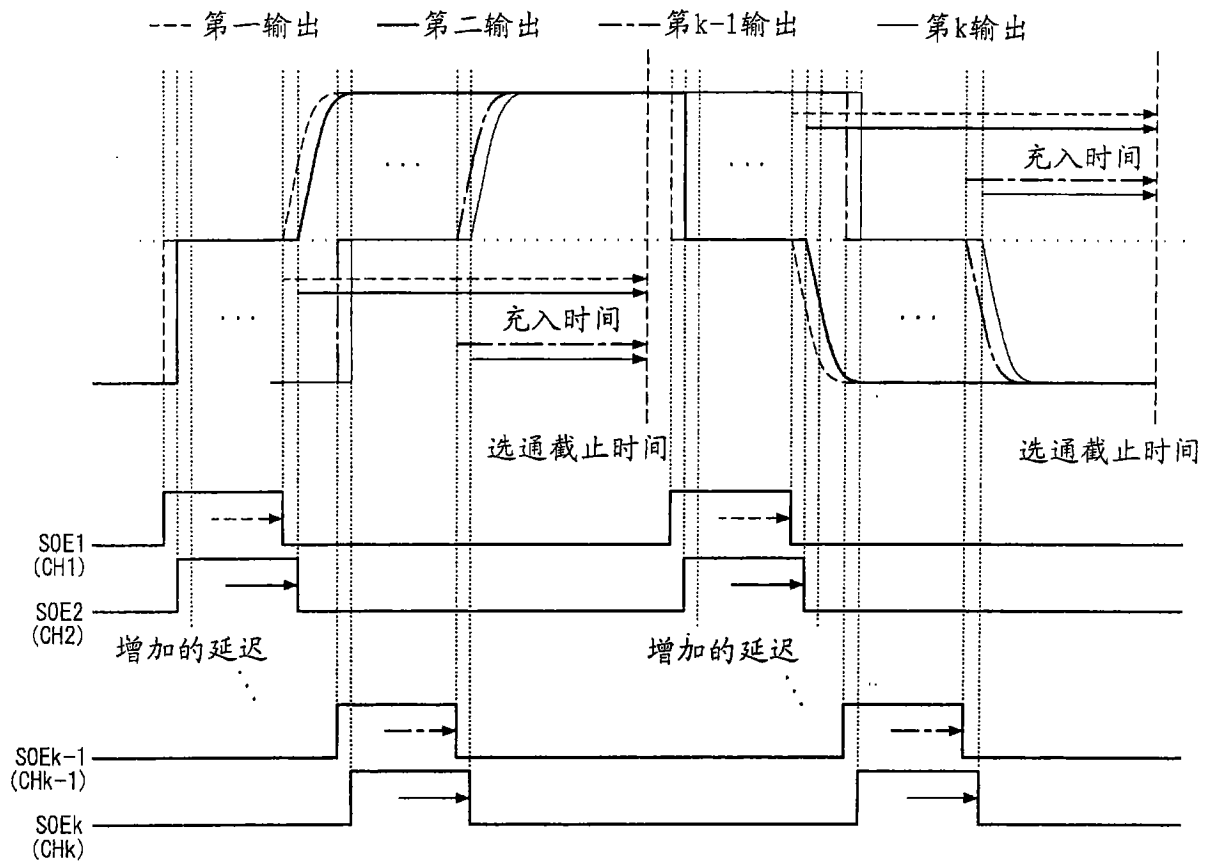 第一输出 第二输出 第k-1输出 第k输出
...
...
充入时间
...
充入时间
...
选通截止时间
选通截止时间
SOE1
(CH1)
SOE2
(CH2)
增加的延迟
增加的延迟
SOEk-1
(CHk-1)
SOEk
(CHk)